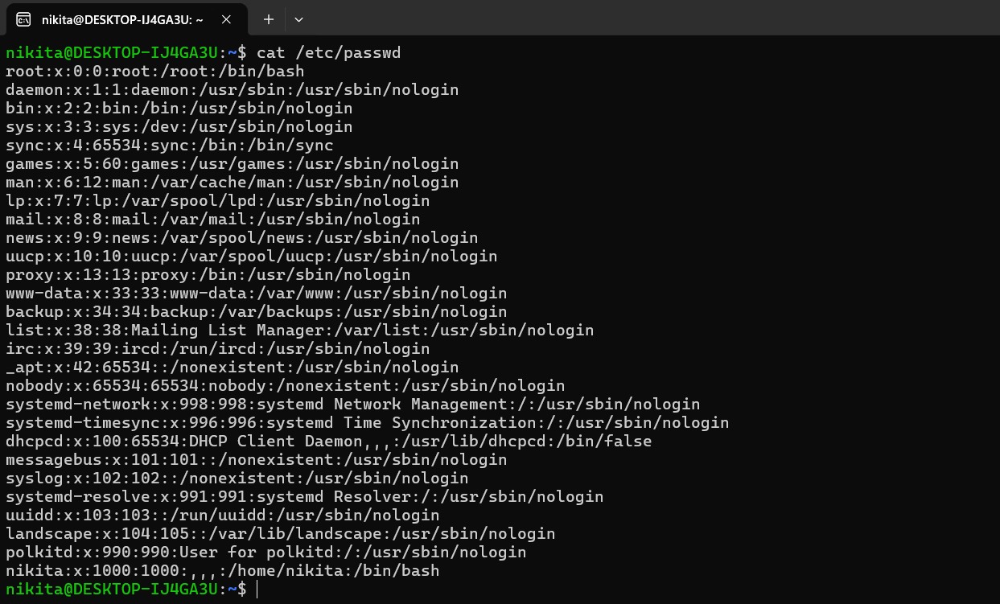 nikita@DESKTOP-IJ4GA3U: ~
nikita@DESKTOP-IJ4GA3U:~$ cat /etc/passwd
root:x:0:0:root:/root:/bin/bash
daemon:x:1:1:daemon:/usr/sbin:/usr/sbin/nologin
bin:x:2:2:bin:/bin:/usr/sbin/nologin
sys:x:3:3:sys:/dev:/usr/sbin/nologin
sync:x:4:65534:sync:/bin:/bin/sync
games:x:5:60:games:/usr/games:/usr/sbin/nologin
man:x:6:12:man:/var/cache/man:/usr/sbin/nologin
lp:x:7:7:lp:/var/spool/lpd:/usr/sbin/nologin
mail:x:8:8:mail:/var/mail:/usr/sbin/nologin
news:x:9:9:news:/var/spool/news:/usr/sbin/nologin
uucp:x:10:10:uucp:/var/spool/uucp:/usr/sbin/nologin
proxy:x:13:13:proxy:/bin:/usr/sbin/nologin
www-data:x:33:33:www-data:/var/www:/usr/sbin/nologin
backup:x:34:34:backup:/var/backups:/usr/sbin/nologin
list:x:38:38:Mailing List Manager:/var/list:/usr/sbin/nologin
irc:x:39:39:ircd:/run/ircd:/usr/sbin/nologin
_apt:x:42:65534::/nonexistent:/usr/sbin/nologin
nobody:x:65534:65534:nobody:/nonexistent:/usr/sbin/nologin
systemd-network:x:998:998:systemd Network Management:/:/usr/sbin/nologin
systemd-timesync:x:996:996:systemd Time Synchronization:/:/usr/sbin/nologin
dhcpcd:x:100:65534:DHCP Client Daemon,,,:/usr/lib/dhcpcd:/bin/false
messagebus:x:101:101::/nonexistent:/usr/sbin/nologin
syslog:x:102:102::/nonexistent:/usr/sbin/nologin
systemd-resolve:x:991:991:systemd Resolver:/:/usr/sbin/nologin
uuidd:x:103:103::/run/uuidd:/usr/sbin/nologin
landscape:x:104:105::/var/lib/landscape:/usr/sbin/nologin
polkitd:x:990:990:User for polkitd:/:/usr/sbin/nologin
nikita:x:1000:1000:,,,:/home/nikita:/bin/bash
nikita@DESKTOP-IJ4GA3U:~$